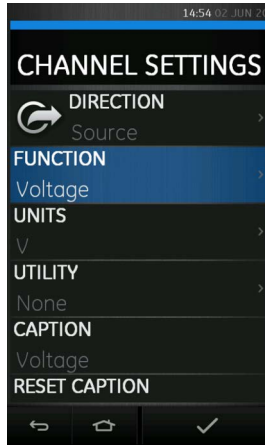 14:54 02 JUN 20
CHANNEL SETTINGS
DIRECTION
Source
FUNCTION
Voltage
UNITS
V
UTILITY
None
CAPTION
Voltage
RESET CAPTION